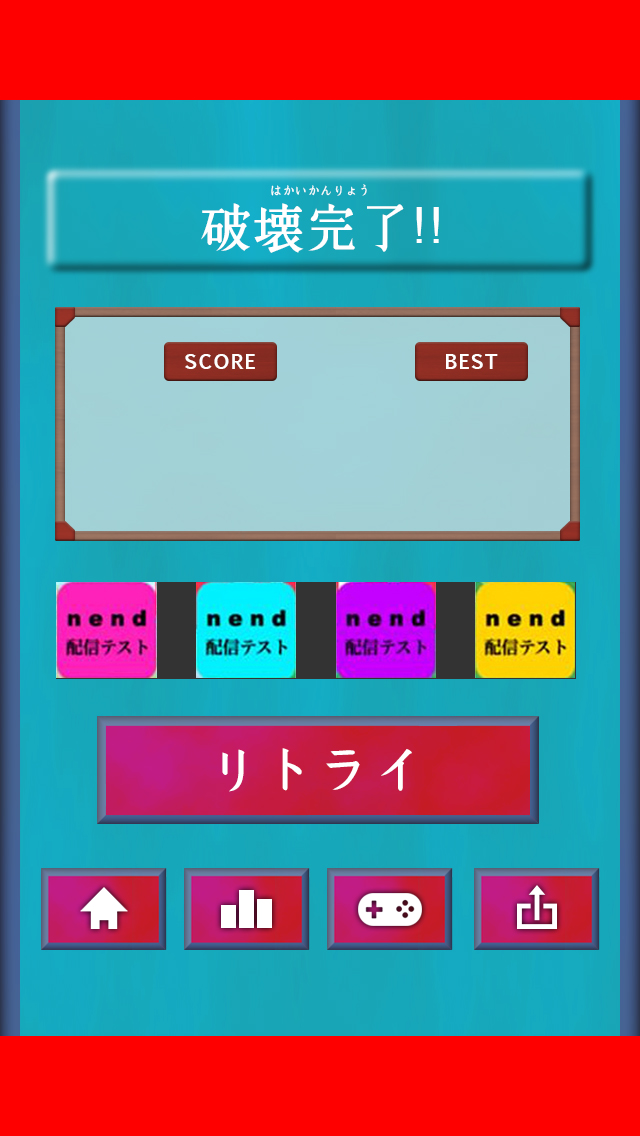 はかいかんりょう
破壊完了!!
SCORE BEST
nend nend nend nend
配信テスト 配信テスト 配信テスト 配信テスト
リトライ